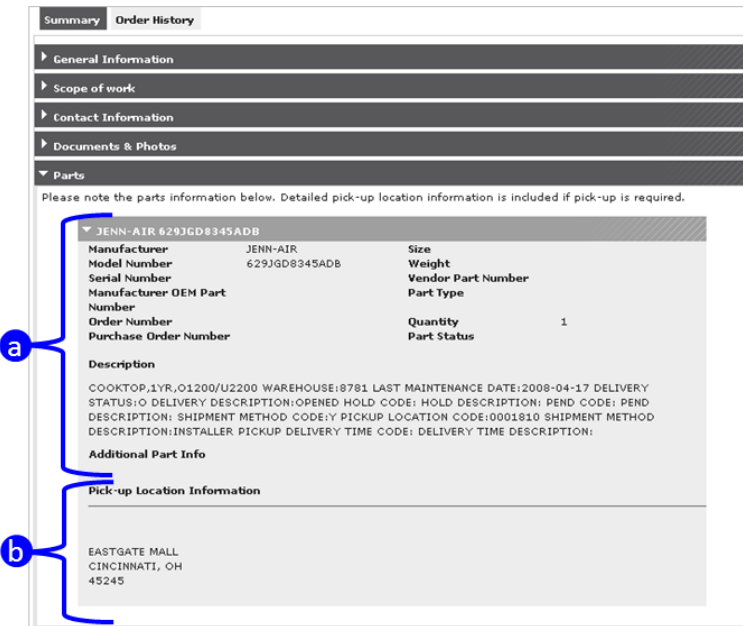 Summary Order History
General Information
Scope of work
Contact Information
Documents & Photos
Parts
Please note the parts information below. Detailed pick-up location information is included if pick-up is required.
a
JENN-AIR 629JGD8345ADB
Manufacturer JENN-AIR Size
Model Number 629JGD8345ADB Weight
Serial Number Vendor Part Number
Manufacturer OEM Part Part Type
Number
Order Number Quantity 1
Purchase Order Number Part Status
Description
COOKTOP,1YR,O1200/U2200 WAREHOUSE:8781 LAST MAINTENANCE DATE:2008-04-17 DELIVERY
STATUS:O DELIVERY DESCRIPTION:OPENED HOLD CODE: HOLD DESCRIPTION: PEND CODE: PEND
DESCRIPTION: SHIPMENT METHOD CODE:Y PICKUP LOCATION CODE:0001810 SHIPMENT METHOD
DESCRIPTION:INSTALLER PICKUP DELIVERY TIME CODE: DELIVERY TIME DESCRIPTION:
Additional Part Info
b
Pick-up Location Information
EASTGATE MALL
CINCINNATI, OH
45245